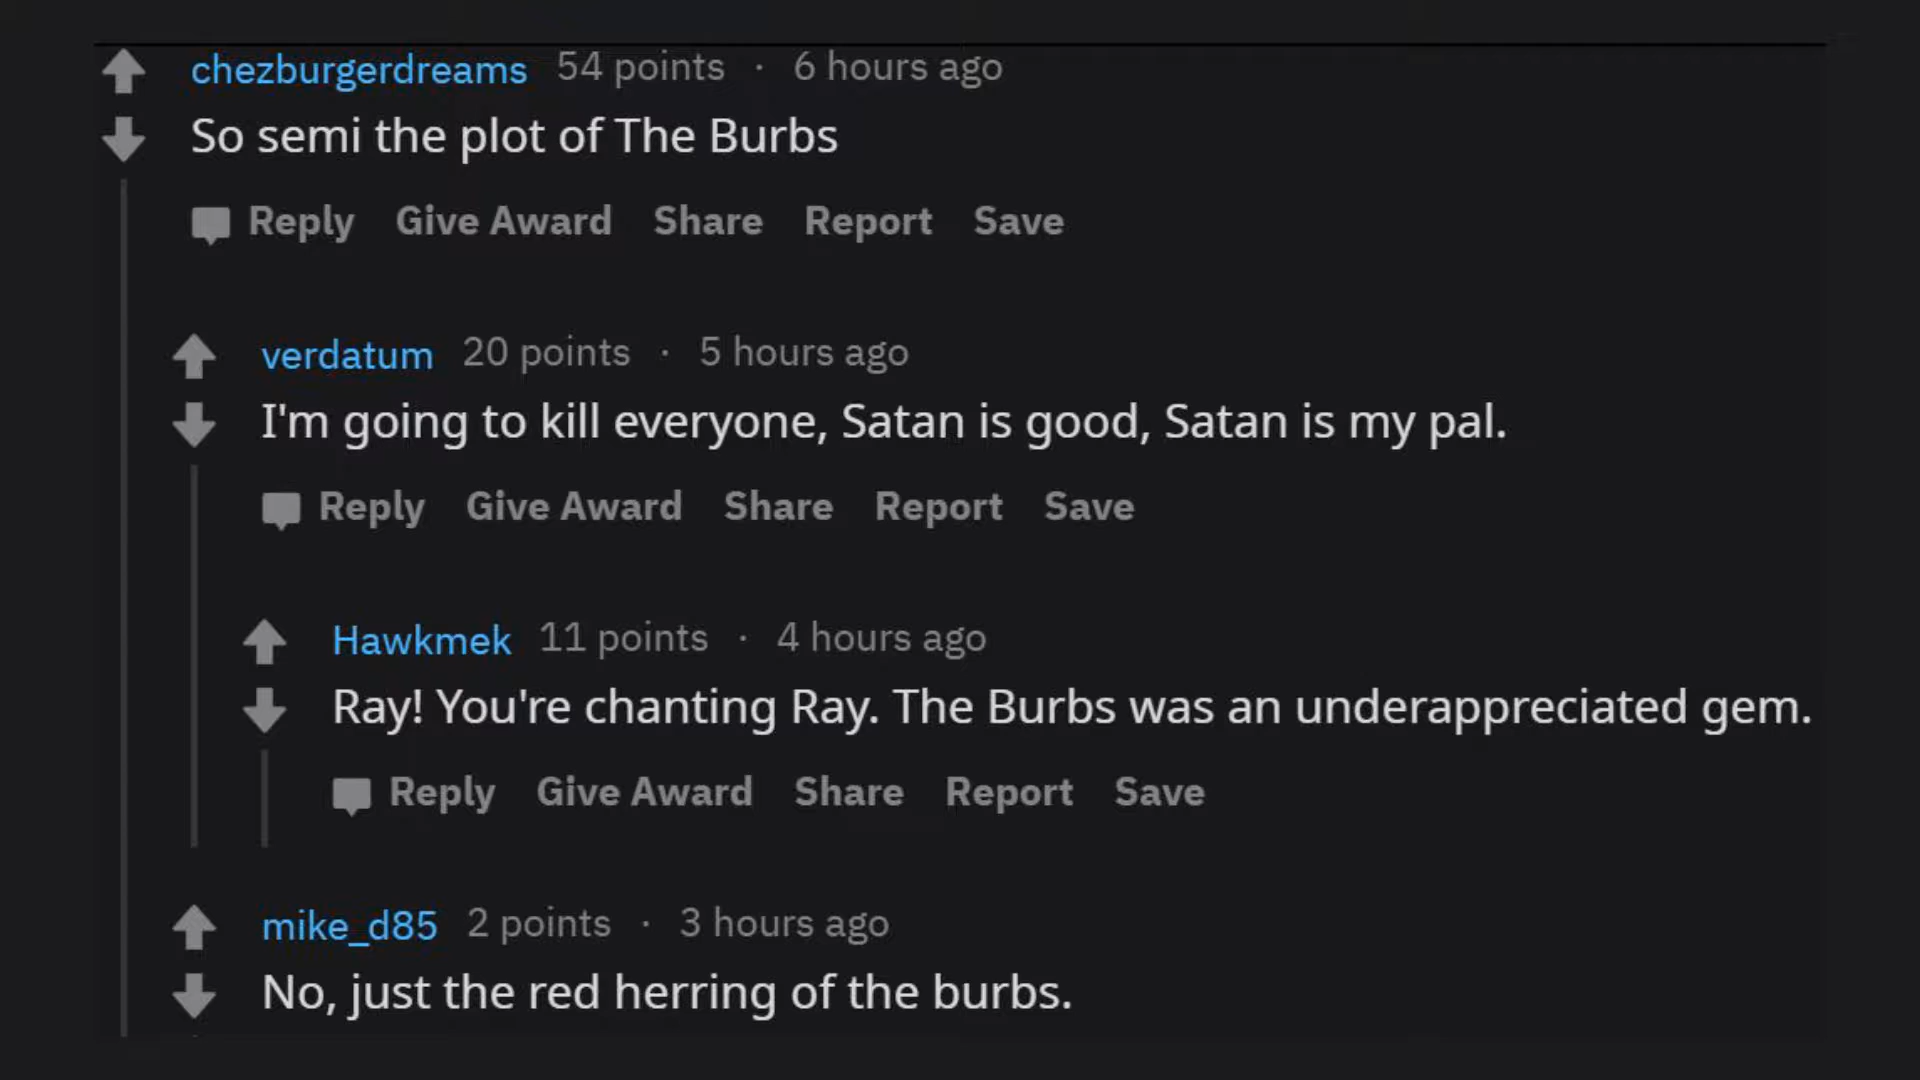 chezburgerdreams 54 points · 6 hours ago
So semi the plot of The Burbs
Reply Give Award Share Report Save
verdatum 20 points · 5 hours ago
I'm going to kill everyone, Satan is good, Satan is my pal.
Reply Give Award Share Report Save
Hawkmek 11 points · 4 hours ago
Ray! You're chanting Ray. The Burbs was an underappreciated gem.
Reply Give Award Share Report Save
mike_d85 2 points · 3 hours ago
No, just the red herring of the burbs.